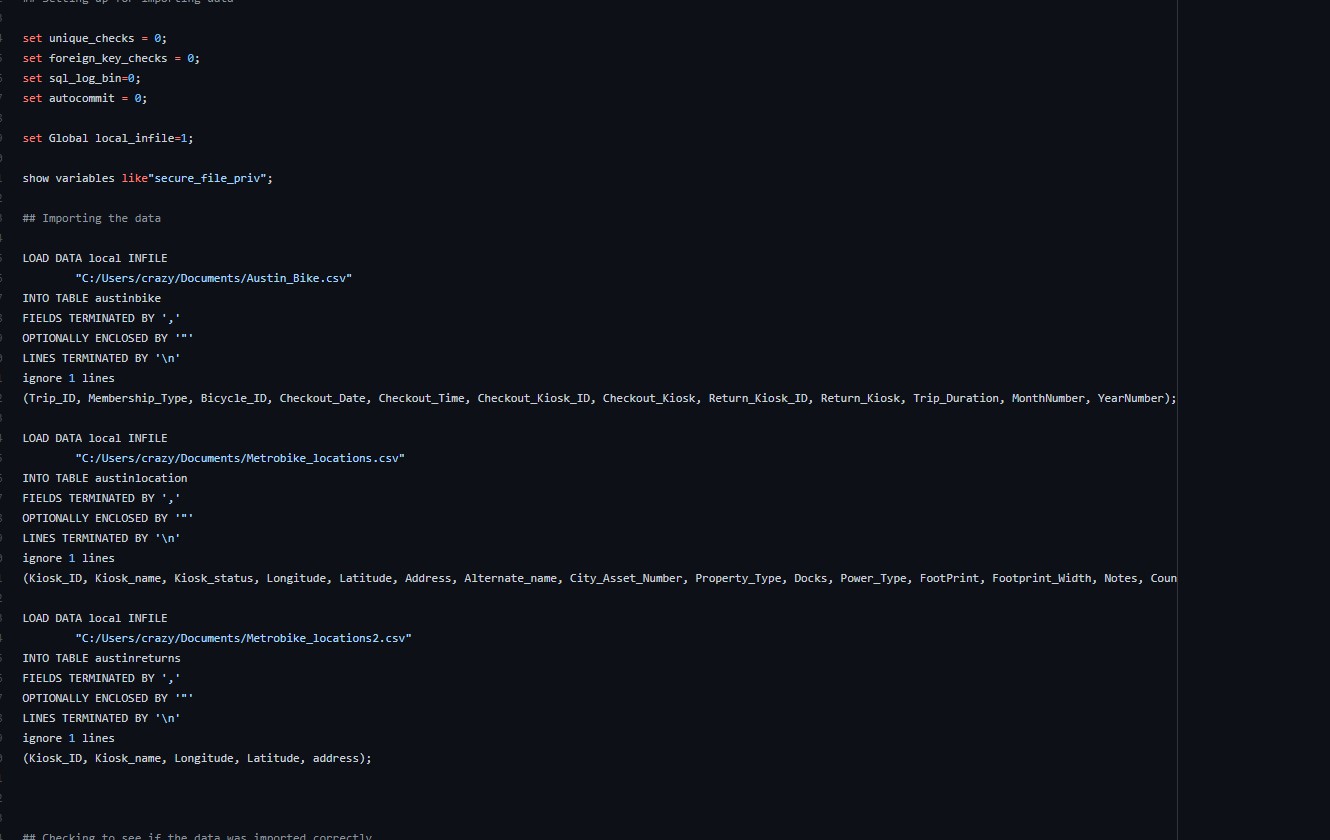 ## Setting up for importing data
set unique_checks = 0;
set foreign_key_checks = 0;
set sql_log_bin=0;
set autocommit = 0;
set Global local_infile=1;
show variables like"secure_file_priv";
## Importing the data
LOAD DATA local INFILE
"C:/Users/crazy/Documents/Austin_Bike.csv"
INTO TABLE austinbike
FIELDS TERMINATED BY ','
OPTIONALLY ENCLOSED BY '"'
LINES TERMINATED BY '\n'
ignore 1 lines
(Trip_ID, Membership_Type, Bicycle_ID, Checkout_Date, Checkout_Time, Checkout_Kiosk_ID, Checkout_Kiosk, Return_Kiosk_ID, Return_Kiosk, Trip_Duration, MonthNumber, YearNumber);
LOAD DATA local INFILE
"C:/Users/crazy/Documents/Metrobike_locations.csv"
INTO TABLE austinlocation
FIELDS TERMINATED BY ','
OPTIONALLY ENCLOSED BY '"'
LINES TERMINATED BY '\n'
ignore 1 lines
(Kiosk_ID, Kiosk_name, Kiosk_status, Longitude, Latitude, Address, Alternate_name, City_Asset_Number, Property_Type, Docks, Power_Type, FootPrint, Footprint_Width, Notes, Coun
LOAD DATA local INFILE
"C:/Users/crazy/Documents/Metrobike_locations2.csv"
INTO TABLE austinreturns
FIELDS TERMINATED BY ','
OPTIONALLY ENCLOSED BY '"'
LINES TERMINATED BY '\n'
ignore 1 lines
(Kiosk_ID, Kiosk_name, Longitude, Latitude, address);
## Checking to see if the data was imported correctly